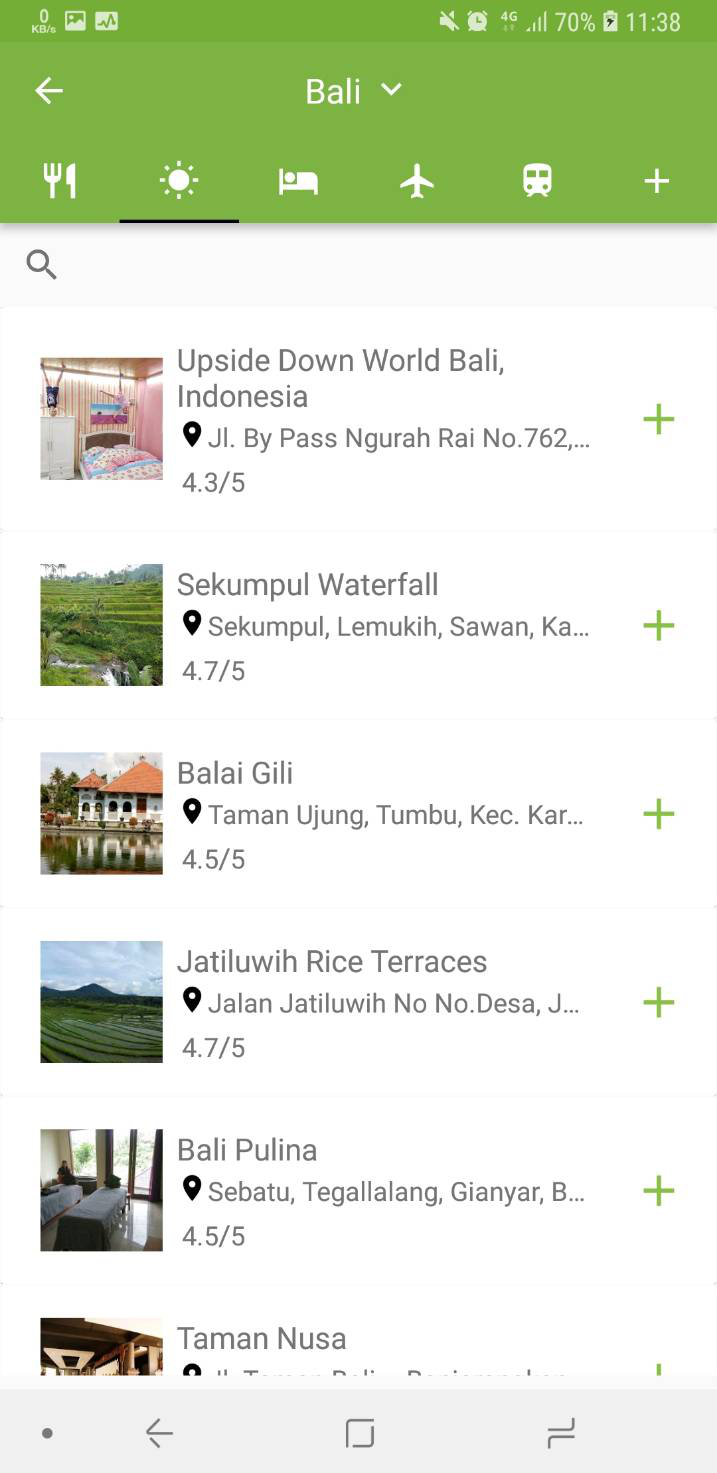 0
KB/s
4G
70%
11:38
Bali
Upside Down World Bali,
Indonesia
Jl. By Pass Ngurah Rai No.762,...
4.3/5
Sekumpul Waterfall
Sekumpul, Lemukih, Sawan, Ka...
4.7/5
Balai Gili
Taman Ujung, Tumbu, Kec. Kar...
4.5/5
Jatiluwih Rice Terraces
Jalan Jatiluwih No No.Desa, J...
4.7/5
Bali Pulina
Sebatu, Tegallalang, Gianyar, B...
4.5/5
Taman Nusa